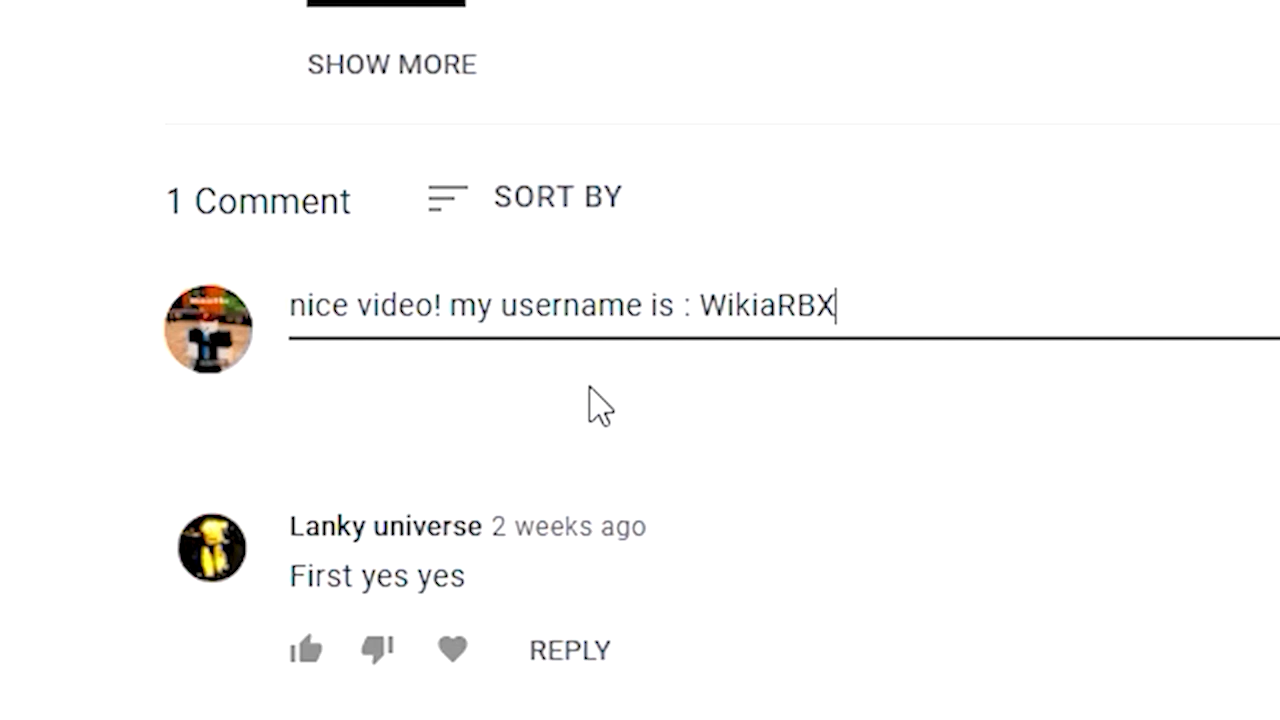 SHOW MORE
1 Comment
SORT BY
nice video! my username is : WikiaRBX
Lanky universe 2 weeks ago
First yes yes
REPLY